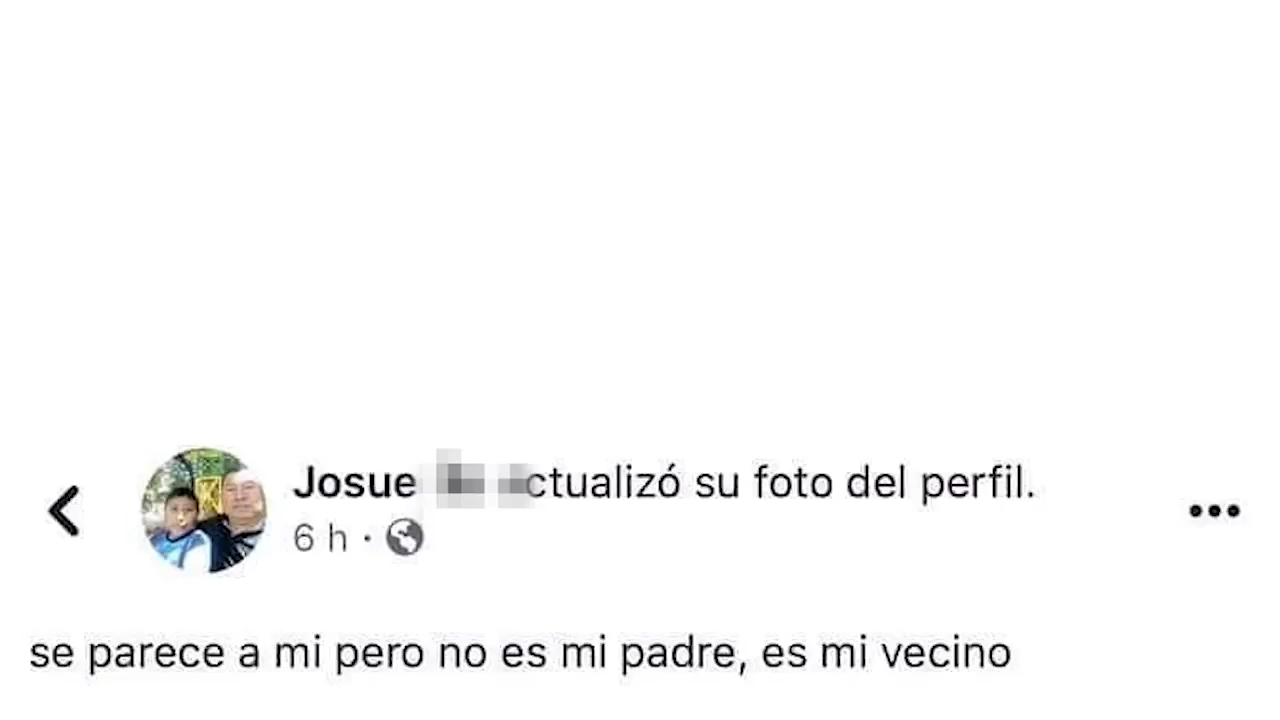 Josue ctualizó su foto del perfil.
6 h ·
se parece a mi pero no es mi padre, es mi vecino